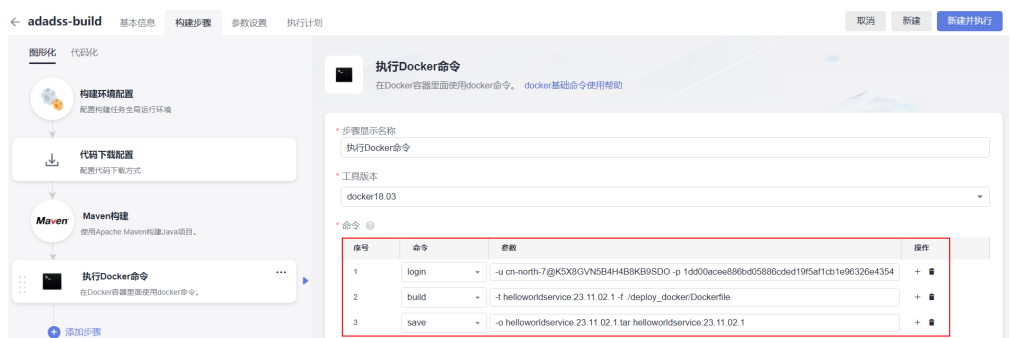 ← adadss-build 基本信息 构建步骤 参数设置 执行计划 取消 新建 新建并执行
图形化 代码化
构建环境配置
配置构建任务全局运行环境
代码下载配置
配置代码下载方式
Maven
Maven构建
使用Apache Maven构建Java项目。
执行Docker命令
在Docker容器里面使用docker命令。
添加步骤
执行Docker命令
在Docker容器里面使用docker命令。 docker基础命令使用帮助
* 步骤显示名称
执行Docker命令
* 工具版本
docker18.03
* 命令
序号 命令 参数 操作
1 login -u cn-north-7@K5X8GVN5B4H4B8KB9SDO -p 1dd00acee886bd05886cded19f5af1cb1e96326e4354
2 build -t helloworldservice:23.11.02.1 -f ./deploy_docker/Dockerfile
3 save -o helloworldservice.23.11.02.1.tar helloworldservice:23.11.02.1